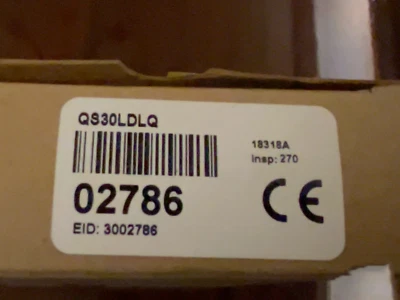 QS30LDLQ
18318A
Insp: 270
02786
EID: 3002786
CE